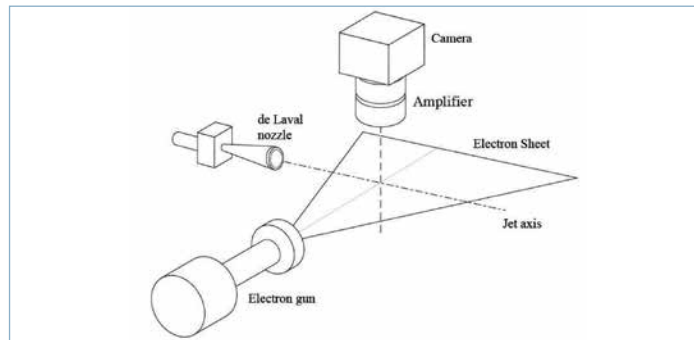 Camera
Amplifier
de Laval
nozzle
Electron Sheet
Jet axis
Electron gun